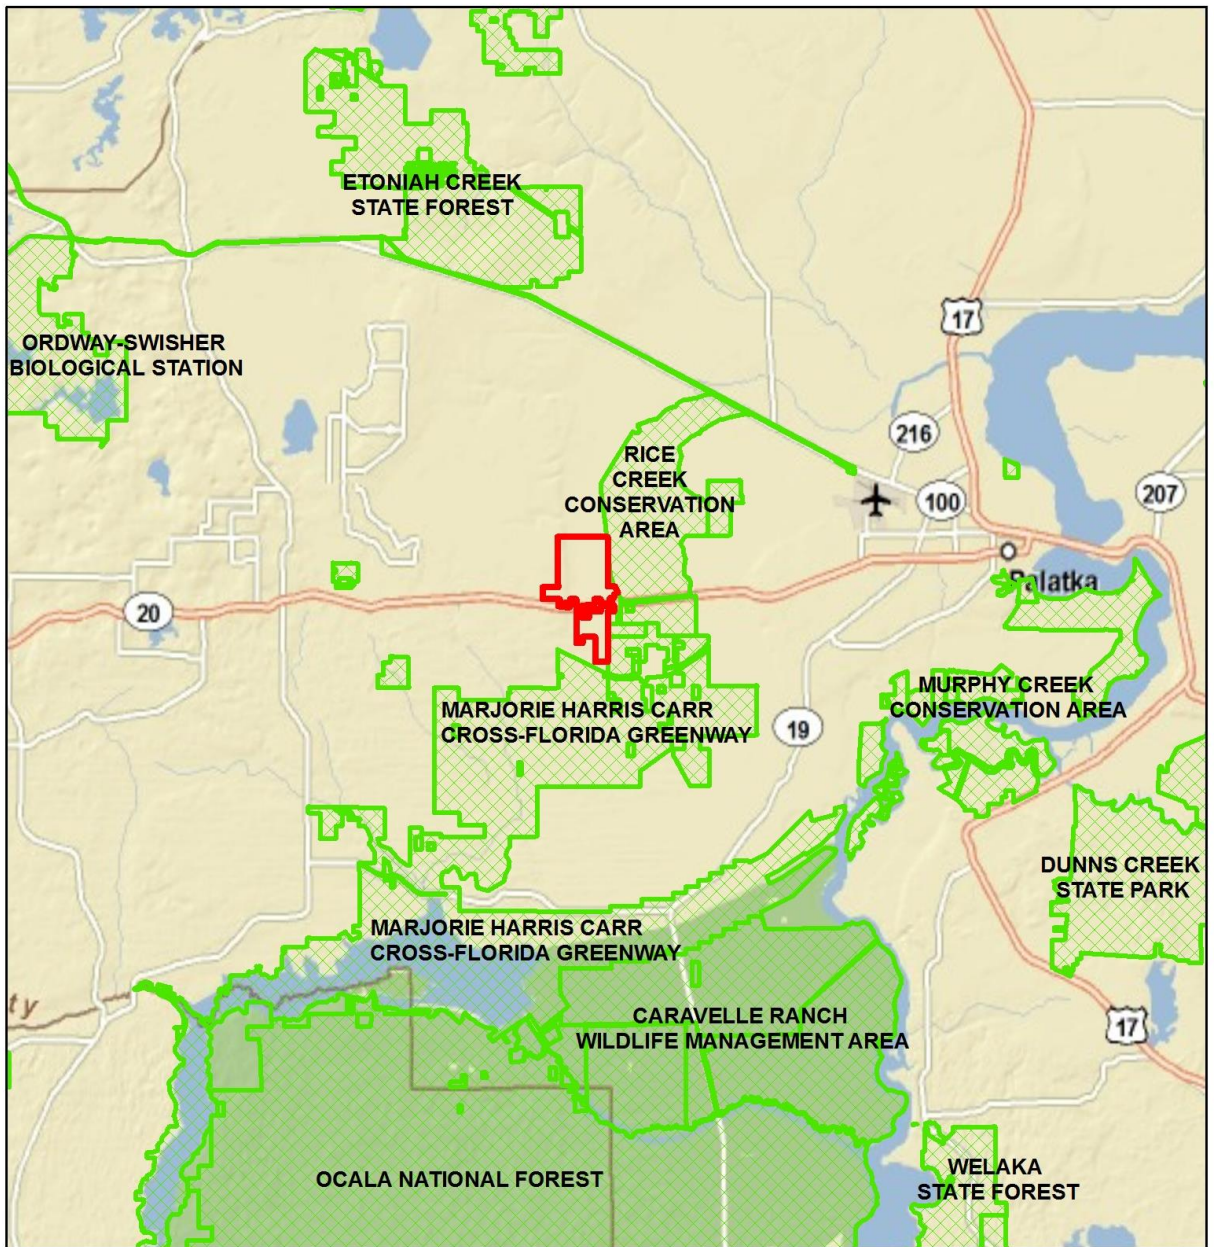 ETONIAH CREEK
STATE FOREST
17
ORDWAY-SWISHER
BIOLOGICAL STATION
216
RICE
CREEK
CONSERVATION
AREA
100
207
Palatka
20
MURPHY CREEK
CONSERVATION AREA
MARJORIE HARRIS CARR
CROSS-FLORIDA GREENWAY
19
DUNNS CREEK
STATE PARK
MARJORIE HARRIS CARR
CROSS-FLORIDA GREENWAY
CARAVELLE RANCH
WILDLIFE MANAGEMENT AREA
ty
17
OCALA NATIONAL FOREST
WELAKA
STATE FOREST